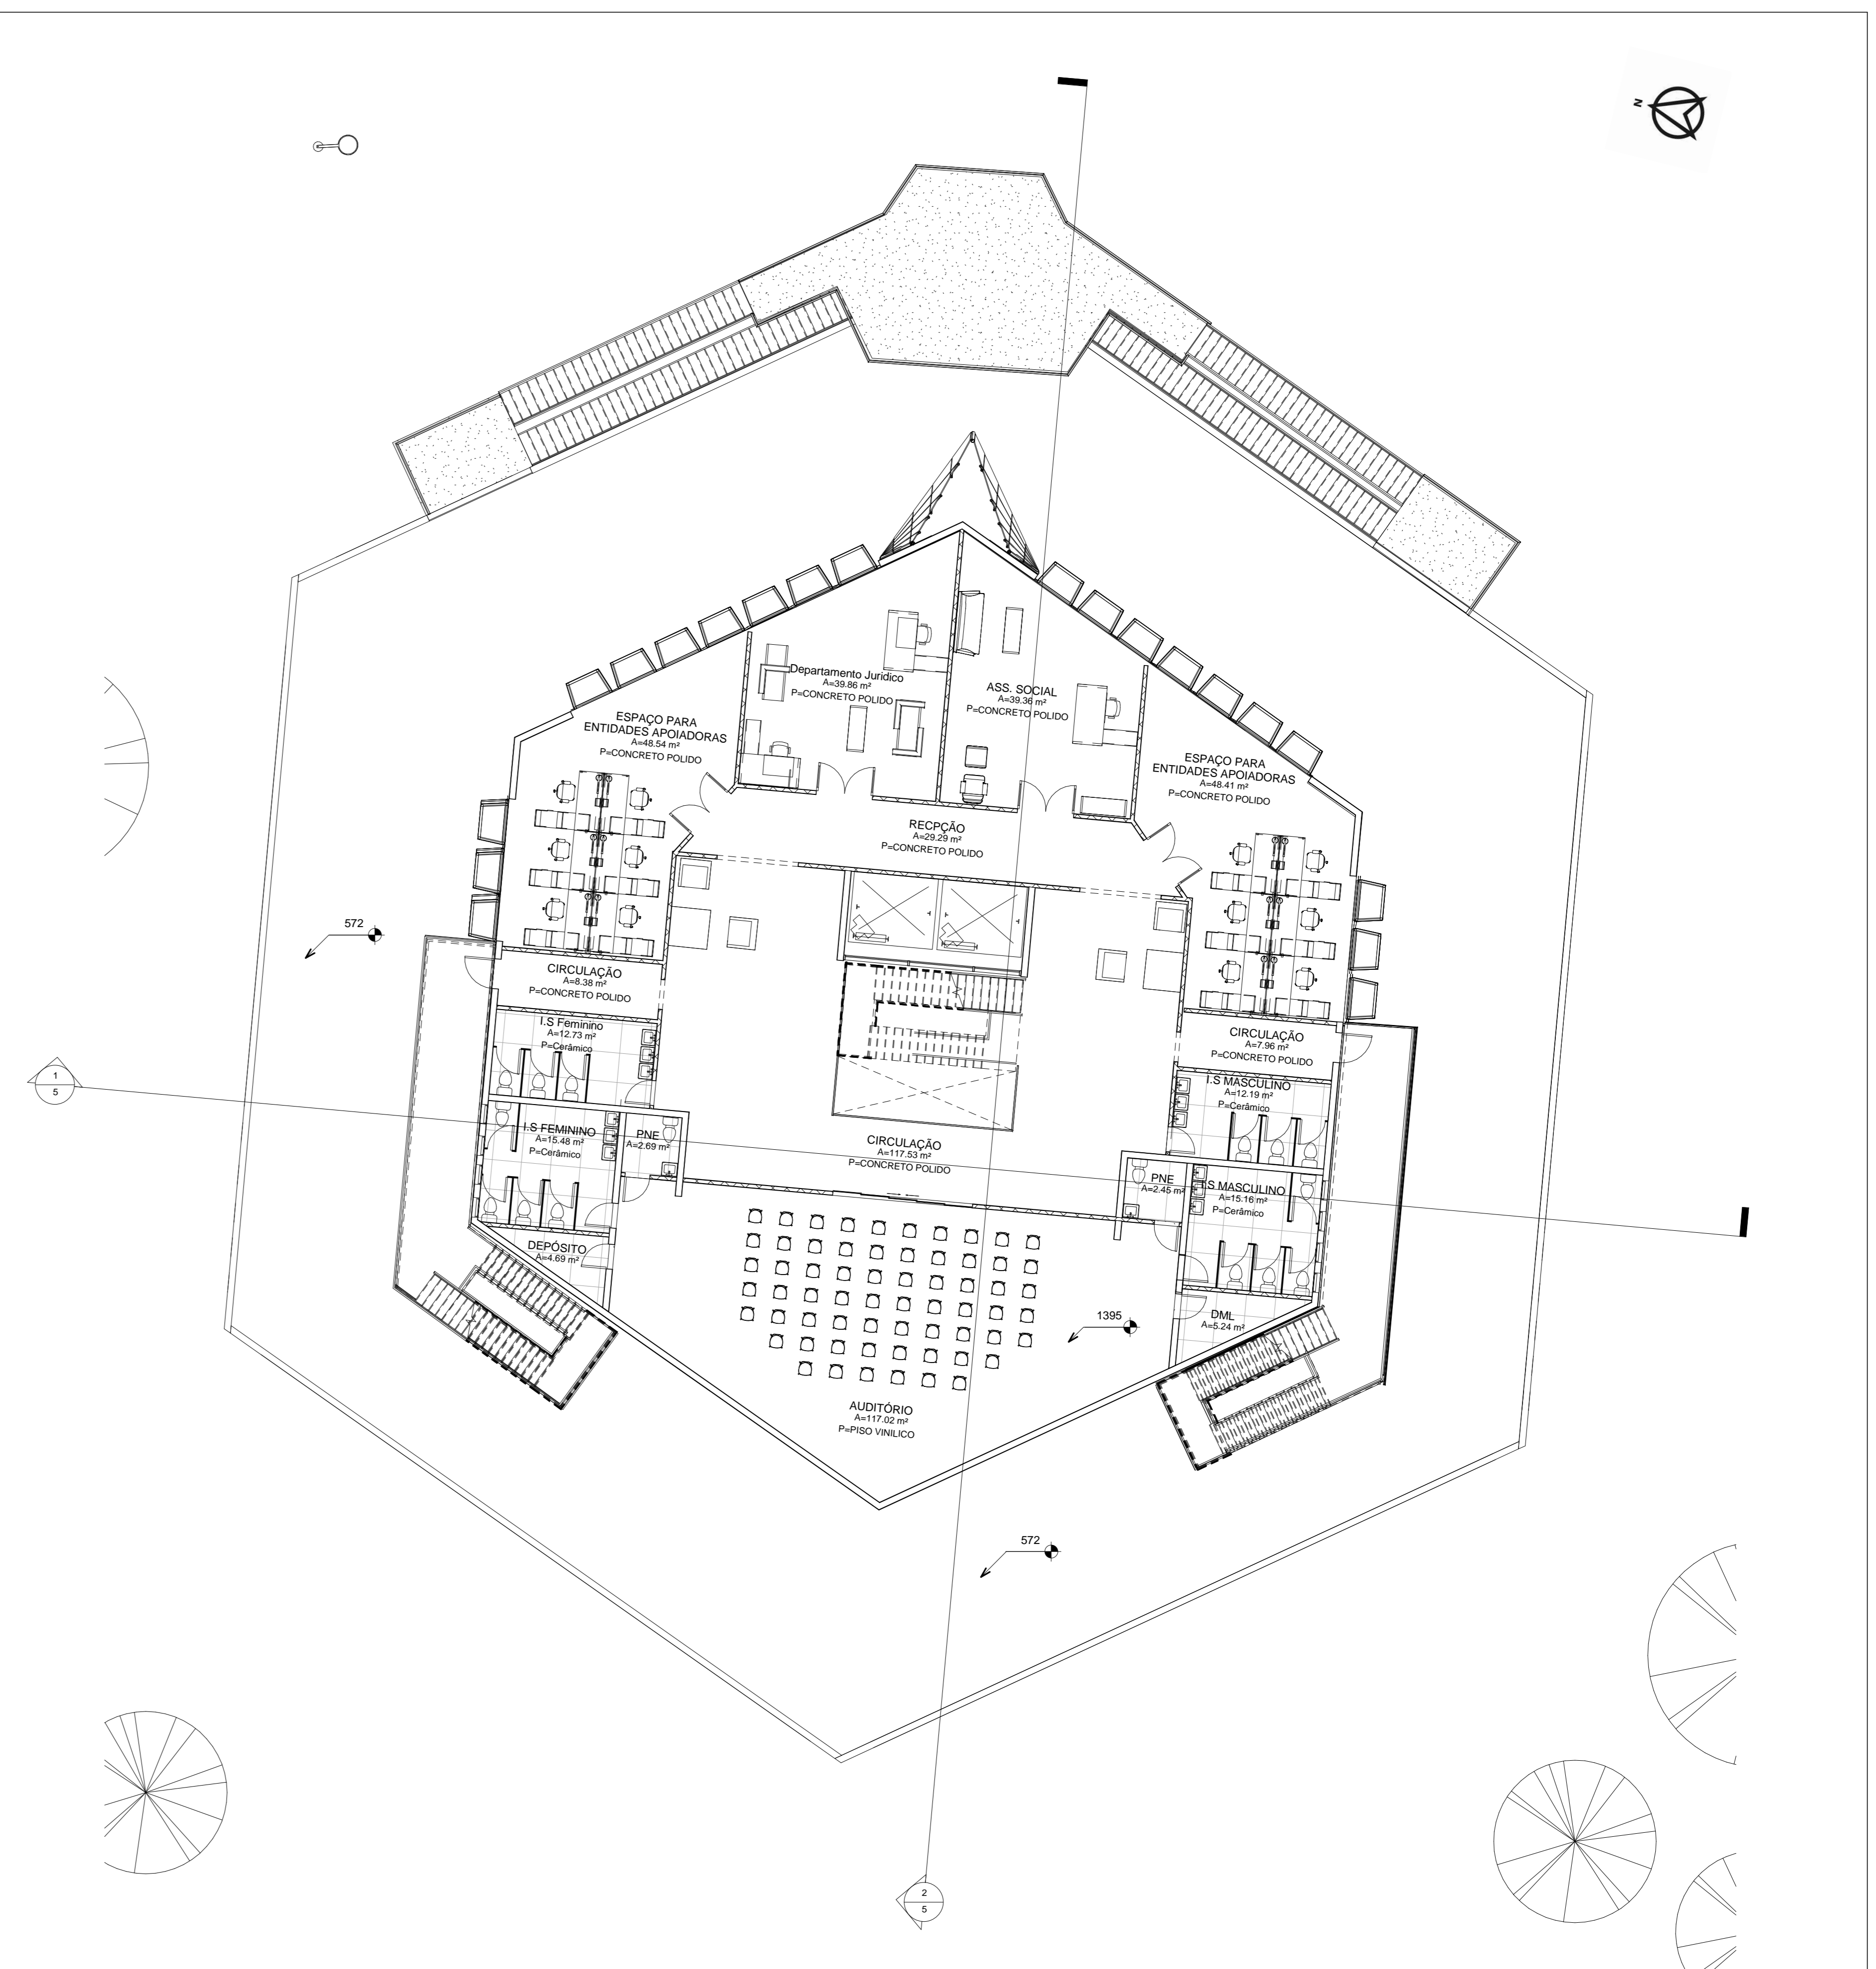 N
Departamento Juridico
A=39.86 m²
P=CONCRETO POLIDO
ASS. SOCIAL
A=39.36 m²
P=CONCRETO POLIDO
ESPAÇO PARA
ENTIDADES APOIADORAS
A=48.54 m²
P=CONCRETO POLIDO
ESPAÇO PARA
ENTIDADES APOIADORAS
A=48.41 m²
P=CONCRETO POLIDO
RECPÇÃO
A=29.29 m²
P=CONCRETO POLIDO
572
CIRCULAÇÃO
A=8.38 m²
P=CONCRETO POLIDO
I.S Feminino
A=12.73 m²
P=Cerâmico
CIRCULAÇÃO
A=7.96 m²
P=CONCRETO POLIDO
1
5
I.S MASCULINO
A=12.19 m²
P=Cerâmico
I.S FEMININO
A=15.48 m²
P=Cerâmico
PNE
A=2.69 m²
CIRCULAÇÃO
A=117.53 m²
P=CONCRETO POLIDO
PNE
A=2.45 m²
I.S MASCULINO
A=15.16 m²
P=Cerâmico
DEPÓSITO
A=4.69 m²
1395
DML
A=5.24 m²
AUDITÓRIO
A=117.02 m²
P=PISO VINILICO
572
2
5